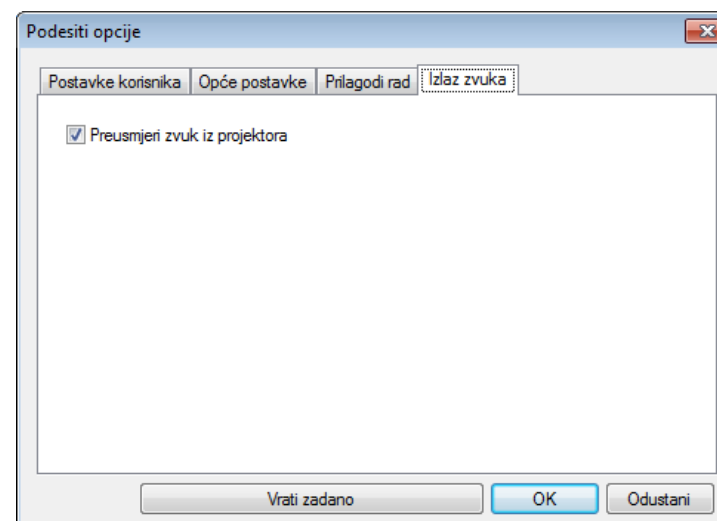 Podesiti opcije
Postavke korisnika Opće postavke Prilagodi rad Izlaz zvuka
Preusmjeri zvuk iz projektora
Vrati zadano OK Odustani